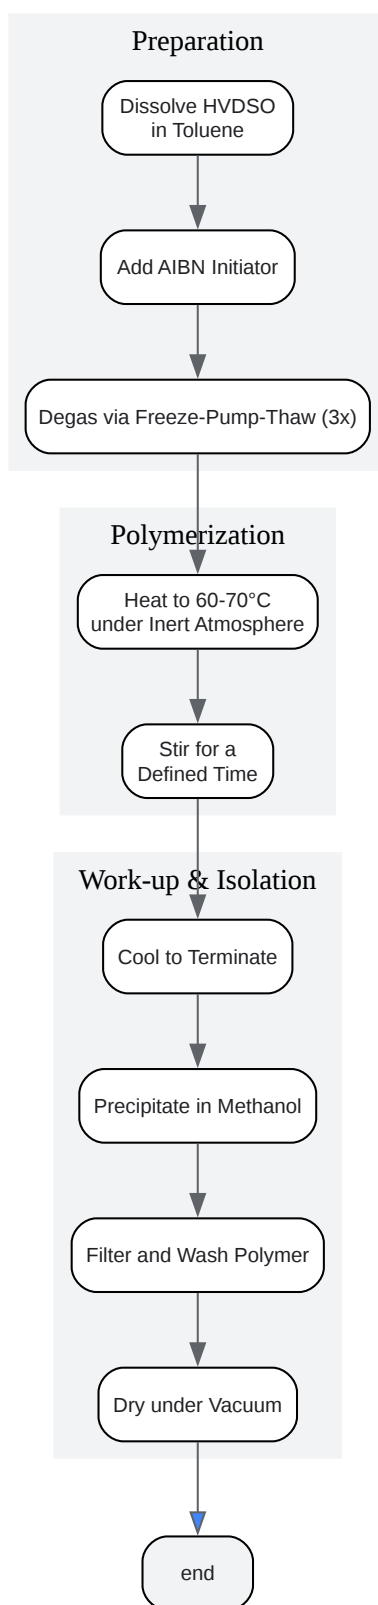 Preparation
Dissolve HVDSO
in Toluene
Add AIBN Initiator
Degas via Freeze-Pump-Thaw (3x)
Polymerization
Heat to 60-70°C
under Inert Atmosphere
Stir for a
Defined Time
Work-up & Isolation
Cool to Terminate
Precipitate in Methanol
Filter and Wash Polymer
Dry under Vacuum
end